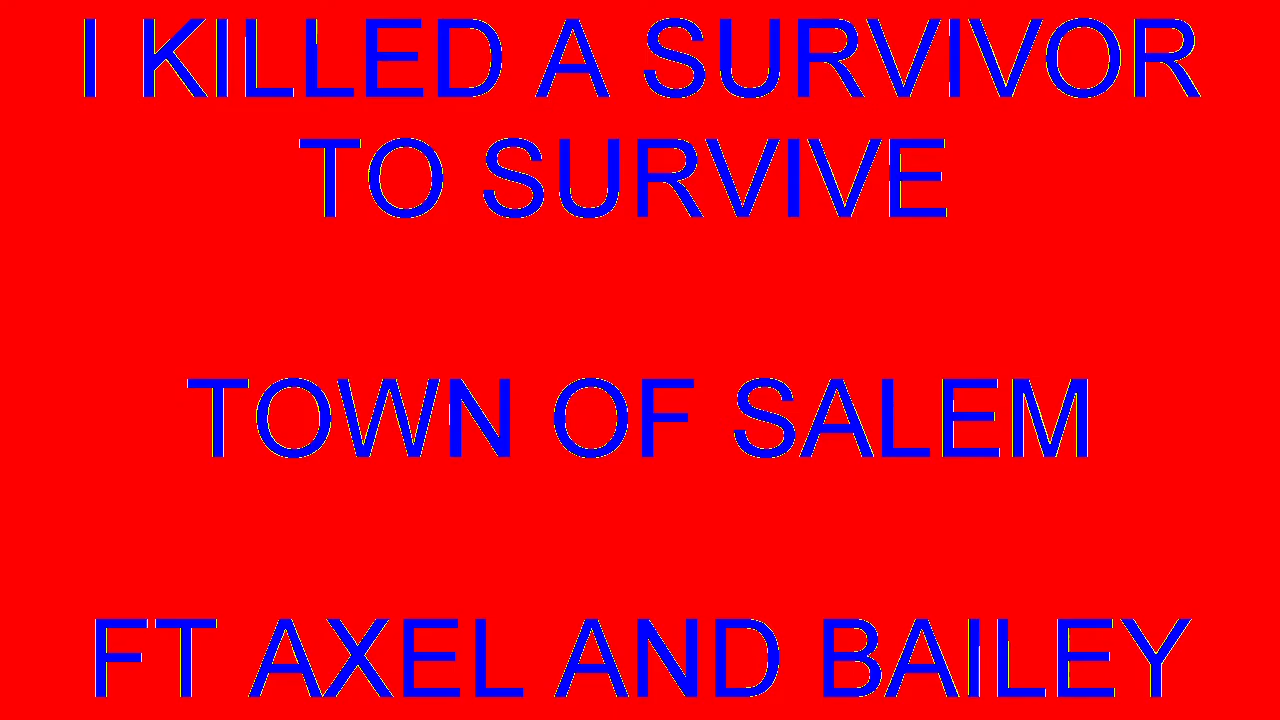 I KILLED A SURVIVOR
TO SURVIVE
TOWN OF SALEM
FT AXEL AND BAILEY